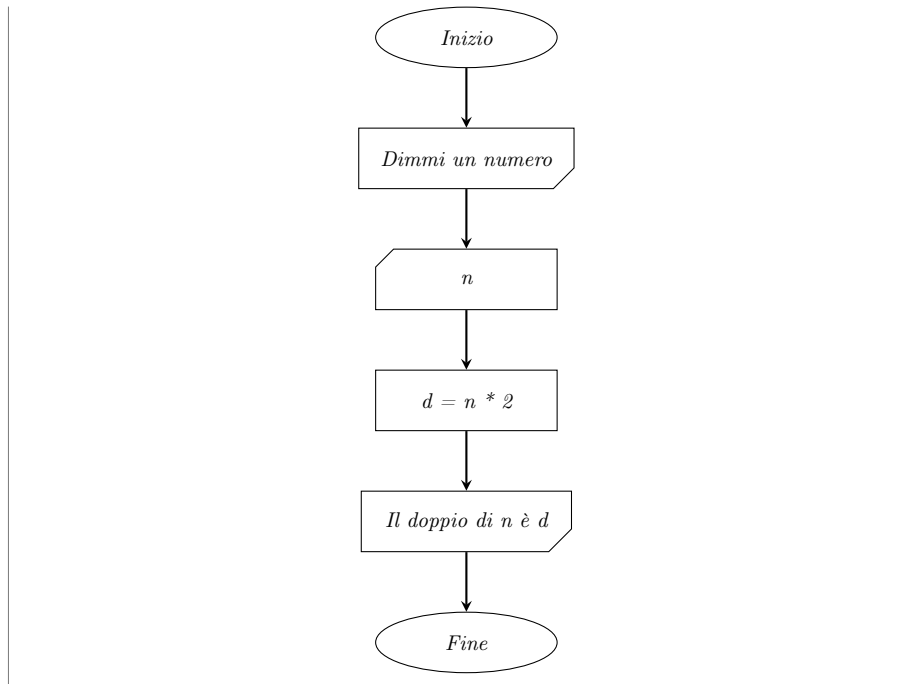 Inizio
Dimmi un numero
n
d = n * 2
Il doppio di n è d
Fine